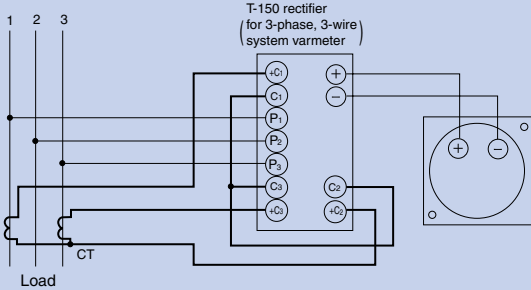 T-150 rectifier
(for 3-phase, 3-wire
system varmeter)
1 2 3
+C1
C1
P1
P2
P3
C3
+C3
+
−
C2
+C2
+ −
CT
Load